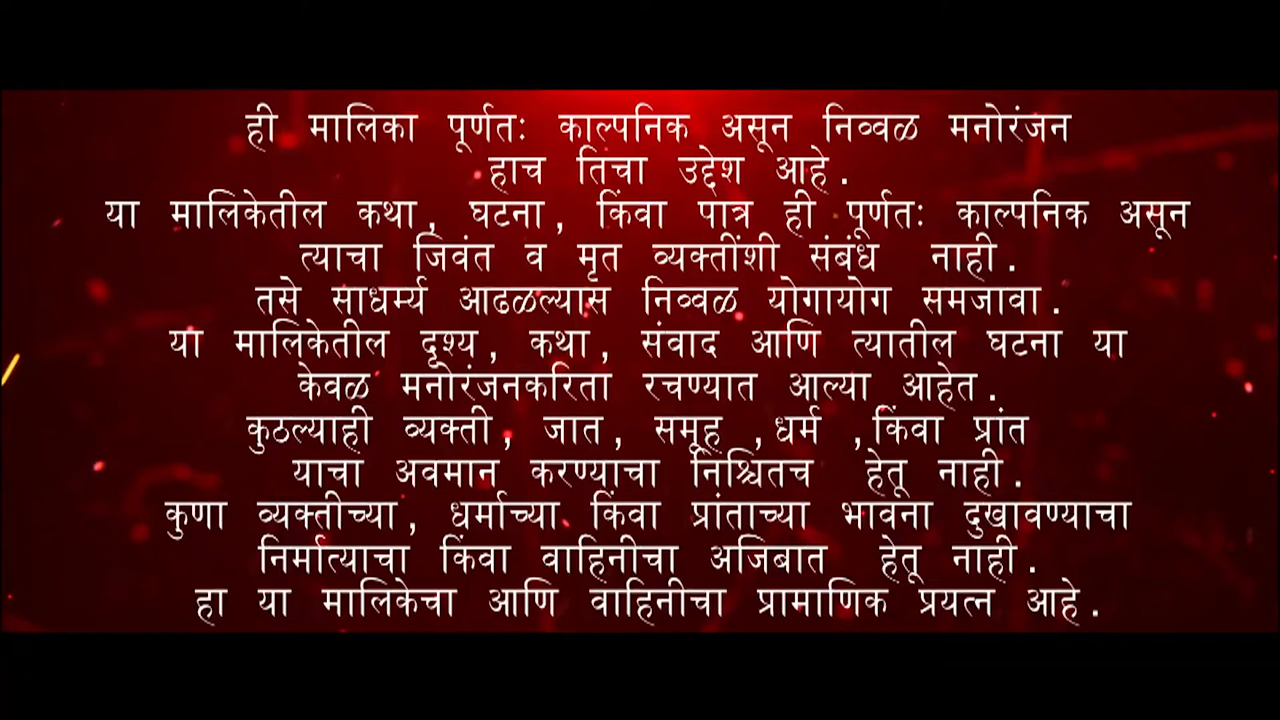 ही मालिका पूर्णतः काल्पनिक असून निव्वळ मनोरंजन
हाच तिचा उद्देश आहे.
या मालिकेतील कथा, घटना, किंवा पात्र ही पूर्णतः काल्पनिक असून
त्याचा जिवंत व मृत व्यक्तींशी संबंध नाही.
तसे साधर्म्य आढळल्यास निव्वळ योगायोग समजावा.
या मालिकेतील दृश्य, कथा, संवाद आणि त्यातील घटना या
केवळ मनोरंजनकरिता रचण्यात आल्या आहेत.
कुठल्याही व्यक्ती, जात, समूह ,धर्म ,किंवा प्रांत
याचा अवमान करण्याचा निश्चितच हेतू नाही.
कुणा व्यक्तीच्या, धर्माच्या किंवा प्रांताच्या भावना दुखावण्याचा
निर्मात्याचा किंवा वाहिनीचा अजिबात हेतू नाही.
हा या मालिकेचा आणि वाहिनीचा प्रामाणिक प्रयत्न आहे.